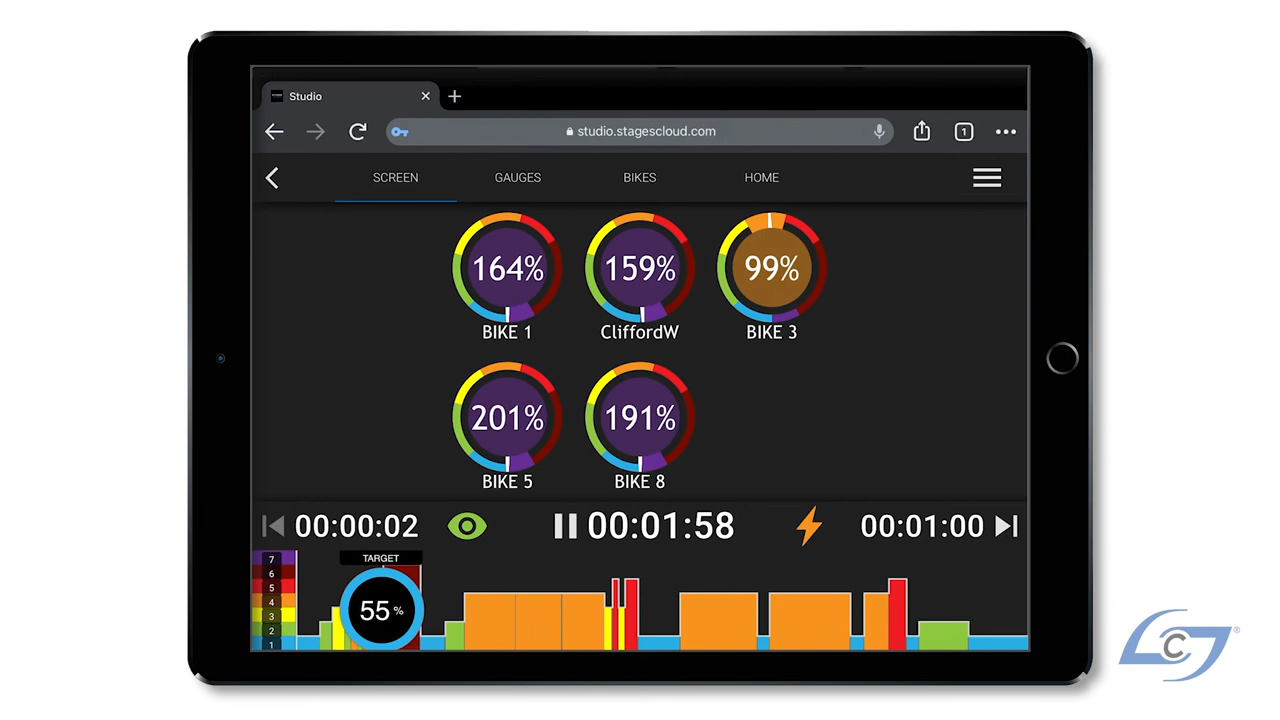 Studio
studio.stagescloud.com
1
SCREEN GAUGES BIKES HOME
164% 159% 99%
BIKE 1 CliffordW BIKE 3
201% 191%
BIKE 5 BIKE 8
00:00:02 00:01:58 00:01:00
TARGET
55%
7
6
5
4
3
2
1
C
®